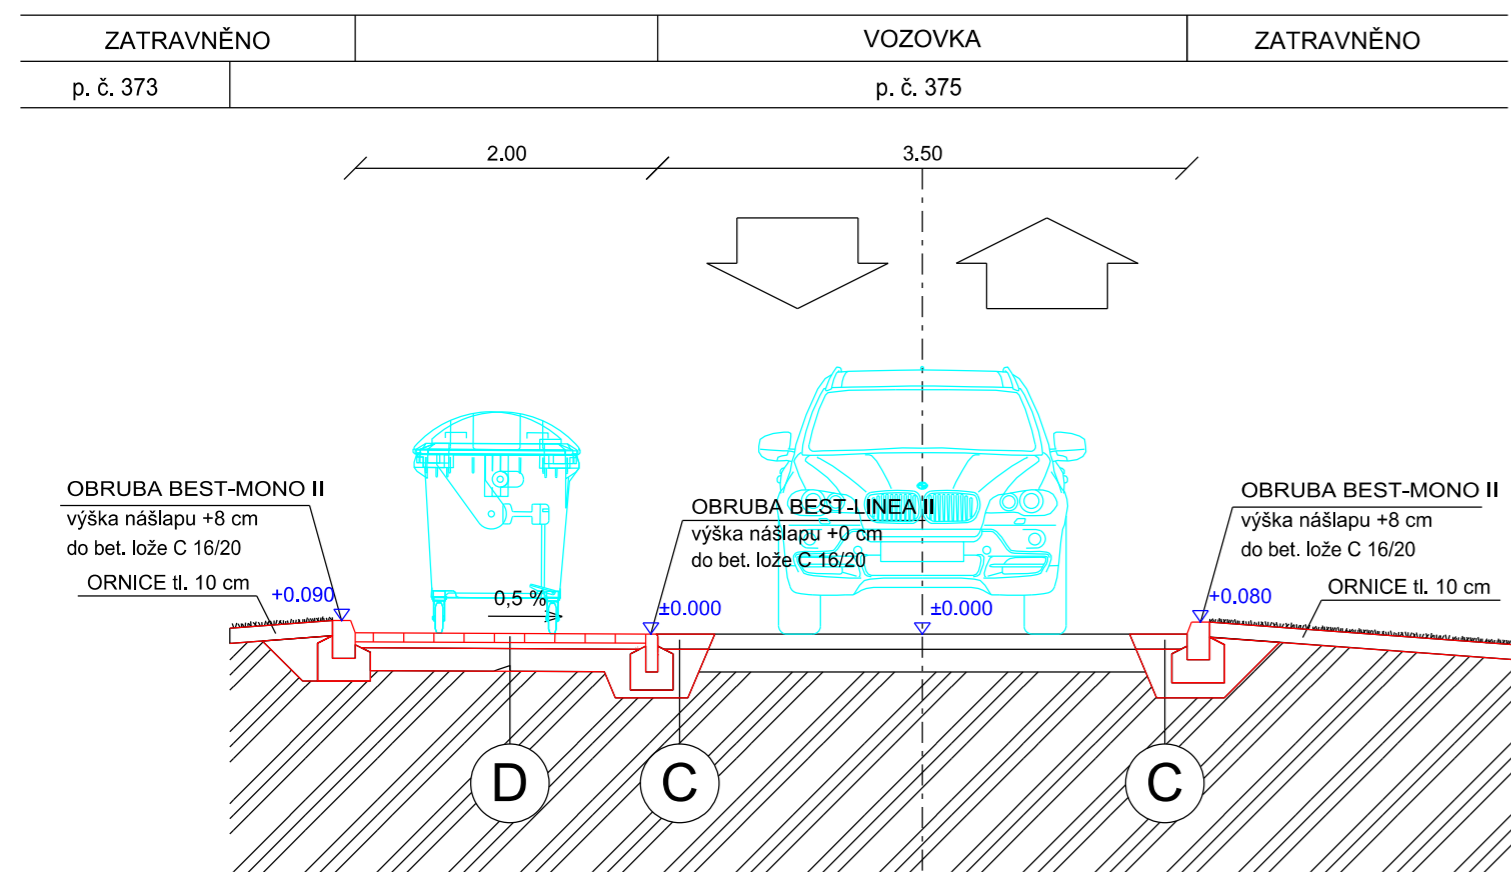 ZATRAVNĚNO
VOZOVKA
ZATRAVNĚNO
p. č. 373
p. č. 375
2.00
3.50
OBRUBA BEST-MONO II
výška nášlapu +8 cm
do bet. lože C 16/20
ORNICE tl. 10 cm
+0.090
0,5 %
OBRUBA BEST-LINEA II
výška nášlapu +0 cm
do bet. lože C 16/20
±0.000
±0.000
OBRUBA BEST-MONO II
výška nášlapu +8 cm
do bet. lože C 16/20
ORNICE tl. 10 cm
+0.080
D
C
C